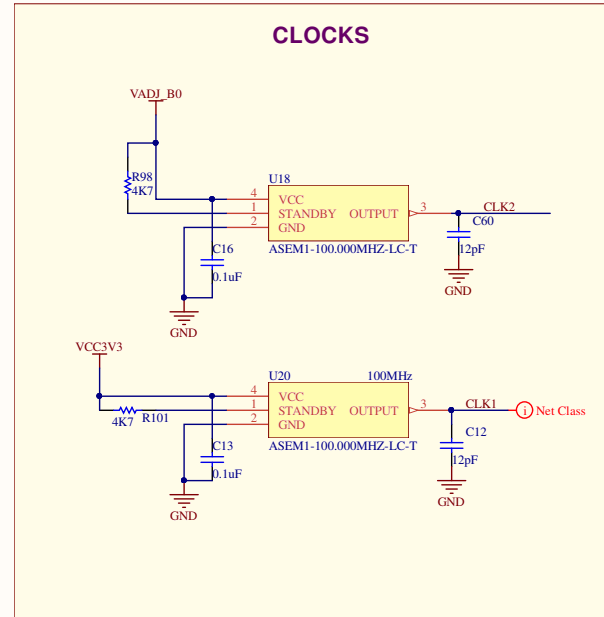 CLOCKS
VADJ_B0
R98
4K7
U18
4 VCC
1 STANDBY OUTPUT 3 CLK2
2 GND
C60
12pF
ASEM1-100.000MHZ-LC-T
C16
0.1uF
GND
GND
VCC3V3
U20 100MHz
4 VCC
1 STANDBY OUTPUT 3 CLK1 i Net Class
2 GND
4K7 R101
C12
12pF
ASEM1-100.000MHZ-LC-T
C13
0.1uF
GND
GND